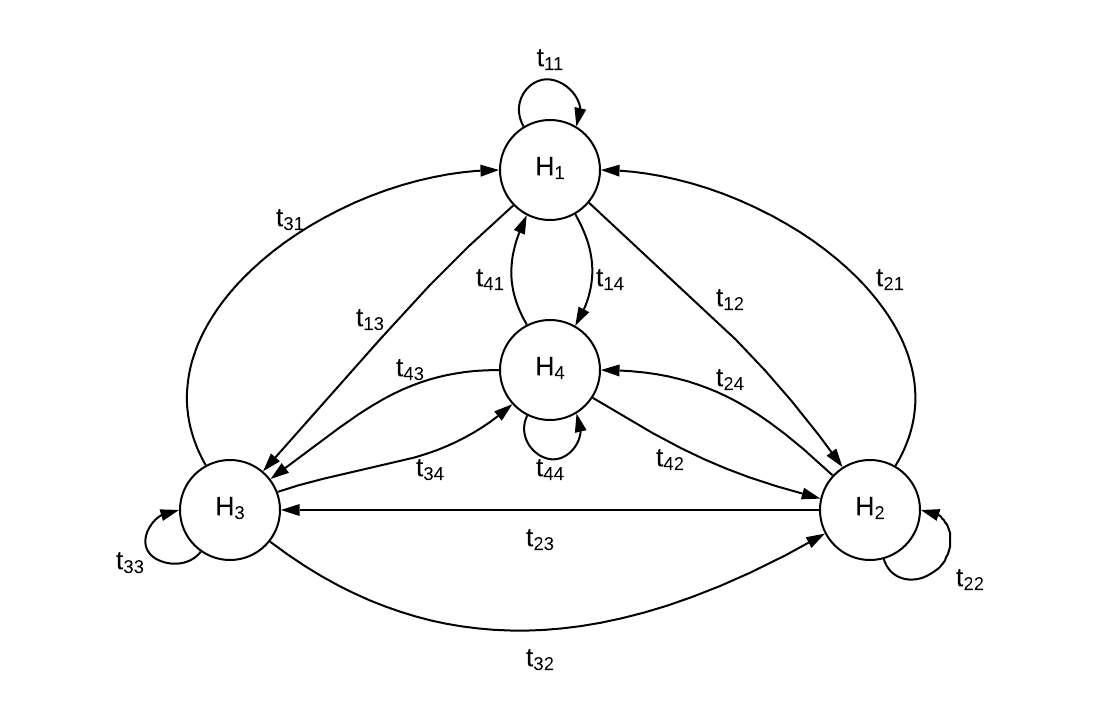 t₁₁
H₁
t₃₁
t₂₁
t₄₁
t₁₄
t₁₂
t₁₃
H₄
t₄₃
t₂₄
t₃₄
t₄₄
t₄₂
H₃
H₂
t₂₃
t₃₃
t₂₂
t₃₂